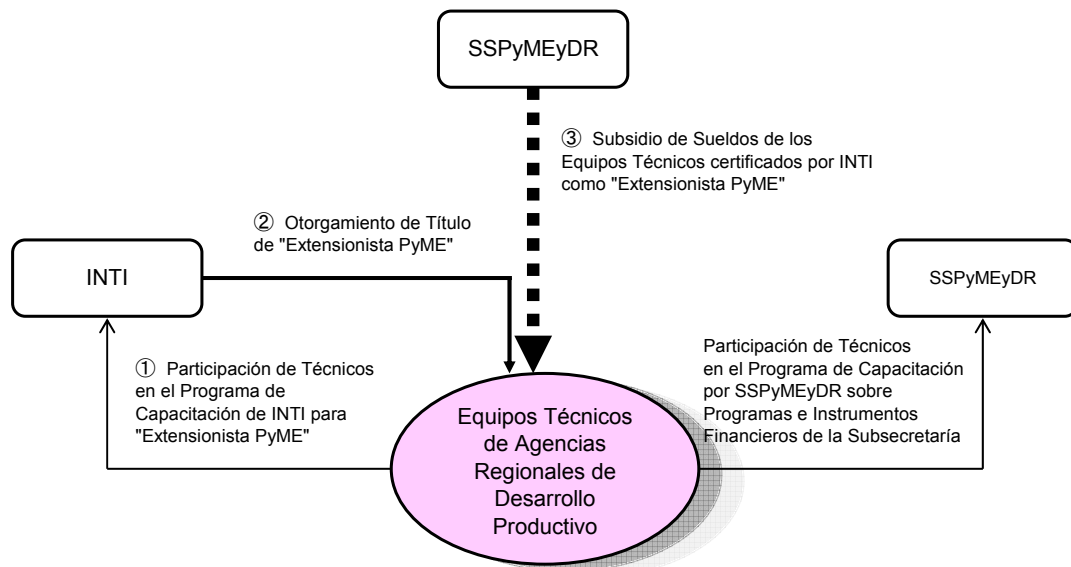 SSPyMEyDR
③ Subsidio de Sueldos de los
Equipos Técnicos certificados por INTI
como "Extensionista PyME"
② Otorgamiento de Título
de "Extensionista PyME"
INTI
SSPyMEyDR
① Participación de Técnicos
en el Programa de
Capacitación de INTI para
"Extensionista PyME"
Equipos Técnicos
de Agencias
Regionales de
Desarrollo
Productivo
Participación de Técnicos
en el Programa de Capacitación
por SSPyMEyDR sobre
Programas e Instrumentos
Financieros de la Subsecretaría